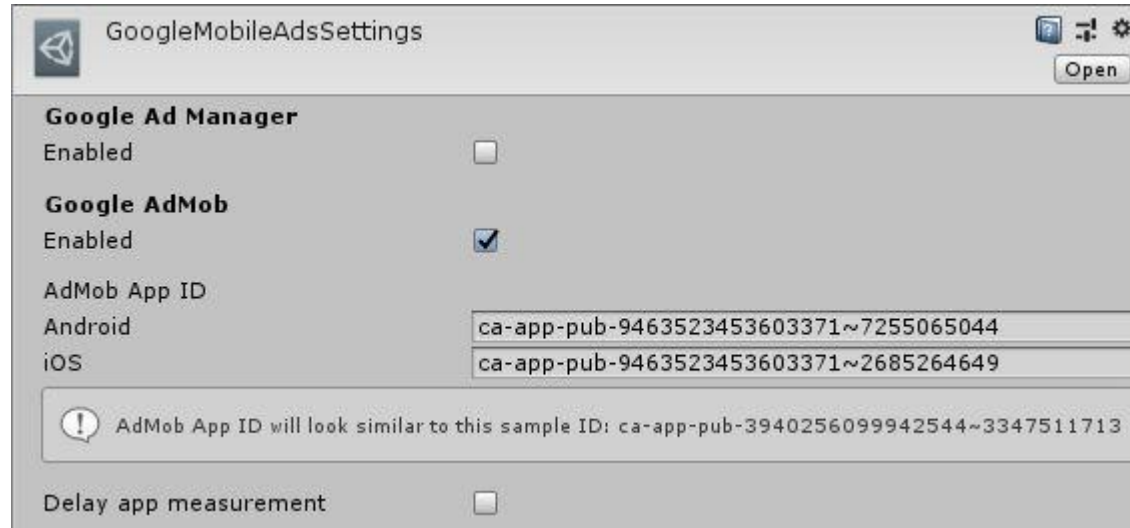 GoogleMobileAdsSettings
Open
Google Ad Manager
Enabled
Google AdMob
Enabled
AdMob App ID
Android ca-app-pub-9463523453603371~7255065044
iOS ca-app-pub-9463523453603371~2685264649
AdMob App ID will look similar to this sample ID: ca-app-pub-3940256099942544~3347511713
Delay app measurement